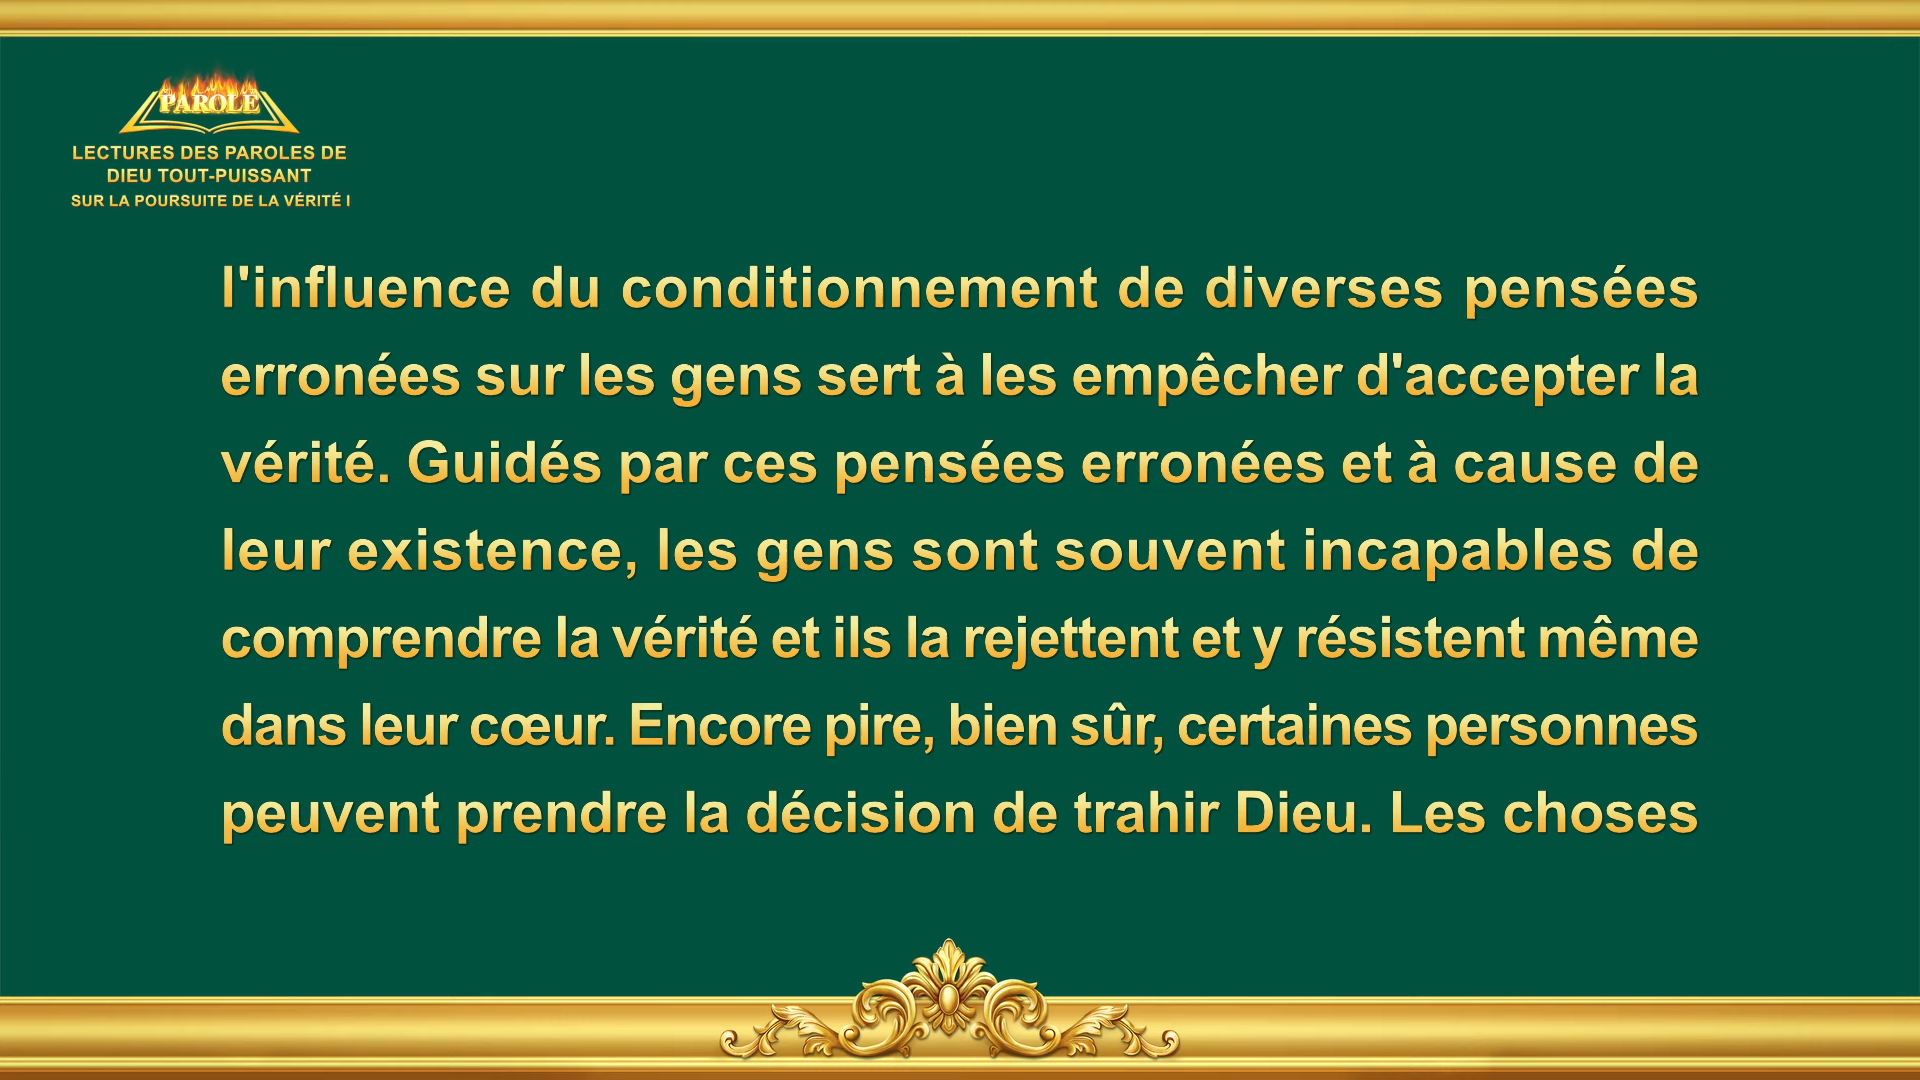 PAROLE
LECTURES DES PAROLES DE
DIEU TOUT-PUISSANT
SUR LA POURSUITE DE LA VÉRITÉ I
l'influence du conditionnement de diverses pensées
erronées sur les gens sert à les empêcher d'accepter la
vérité. Guidés par ces pensées erronées et à cause de
leur existence, les gens sont souvent incapables de
comprendre la vérité et ils la rejettent et y résistent même
dans leur cœur. Encore pire, bien sûr, certaines personnes
peuvent prendre la décision de trahir Dieu. Les choses